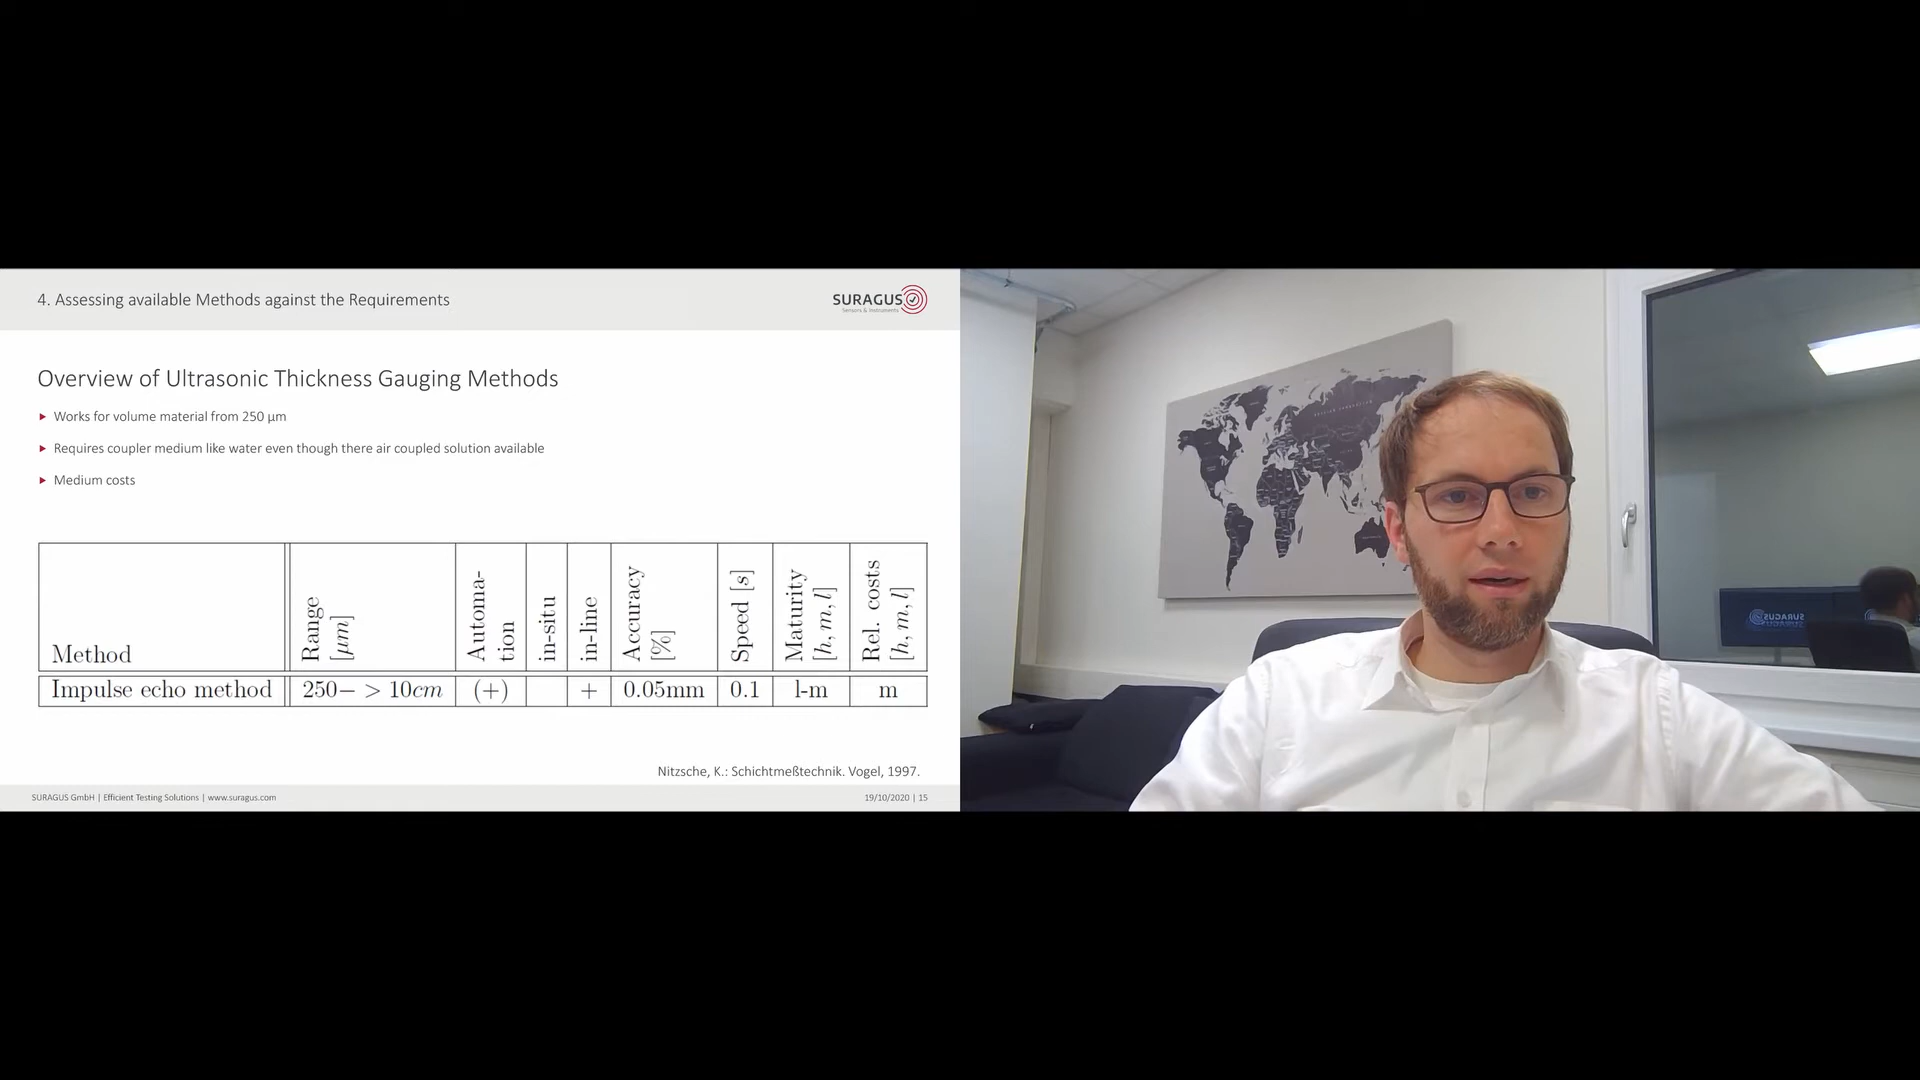 4. Assessing available Methods against the Requirements
SURAGUS
Sensors & Instruments
Overview of Ultrasonic Thickness Gauging Methods
Works for volume material from 250 µm
Requires coupler medium like water even though there air coupled solution available
Medium costs
Method
Range [µm]
Automa-
tion
in-situ
in-line
Accuracy [%]
Speed [s]
Maturity [h, m, l]
Rel. costs [h, m, l]
Impulse echo method 250− > 10cm (+) + 0.05mm 0.1 l-m m
Nitzsche, K.: Schichtmeßtechnik. Vogel, 1997.
SURAGUS GmbH | Efficient Testing Solutions | www.suragus.com
19/10/2020 | 15
SURAGUS